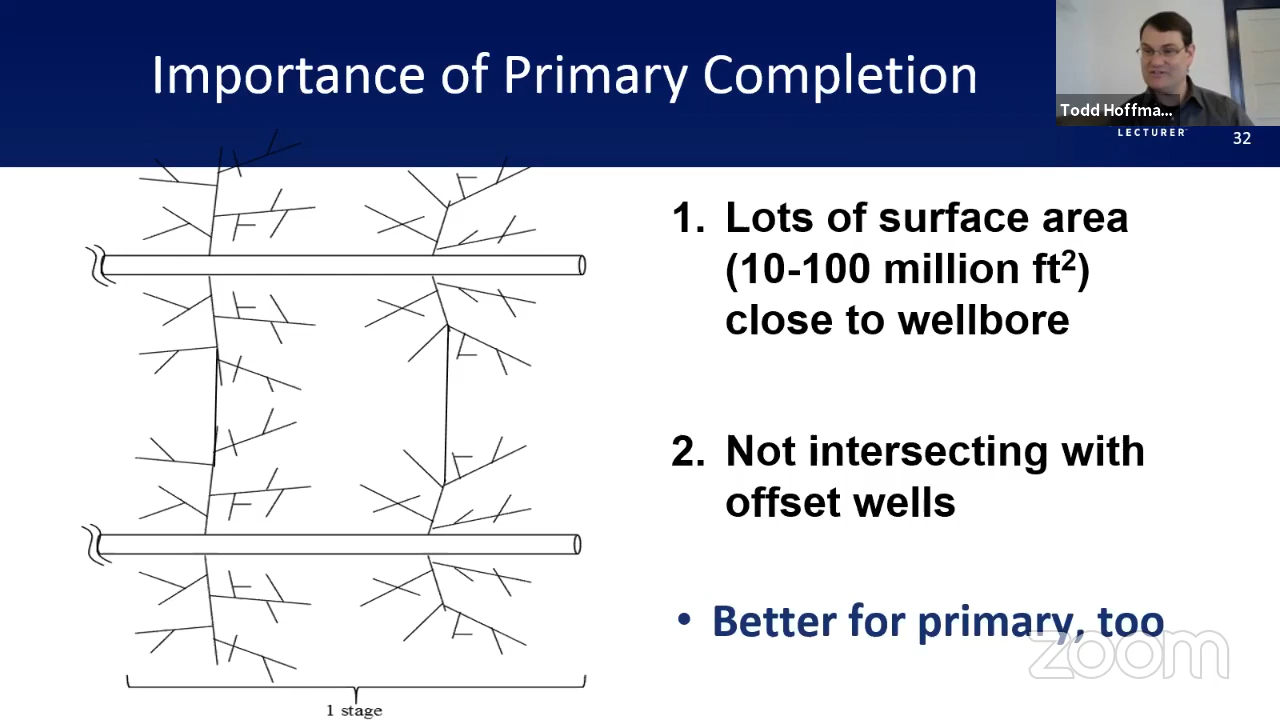 Importance of Primary Completion
Todd Hoffma...
LECTURER
32
1. Lots of surface area
(10-100 million ft²)
close to wellbore
2. Not intersecting with
offset wells
• Better for primary, too
zoom
1 stage